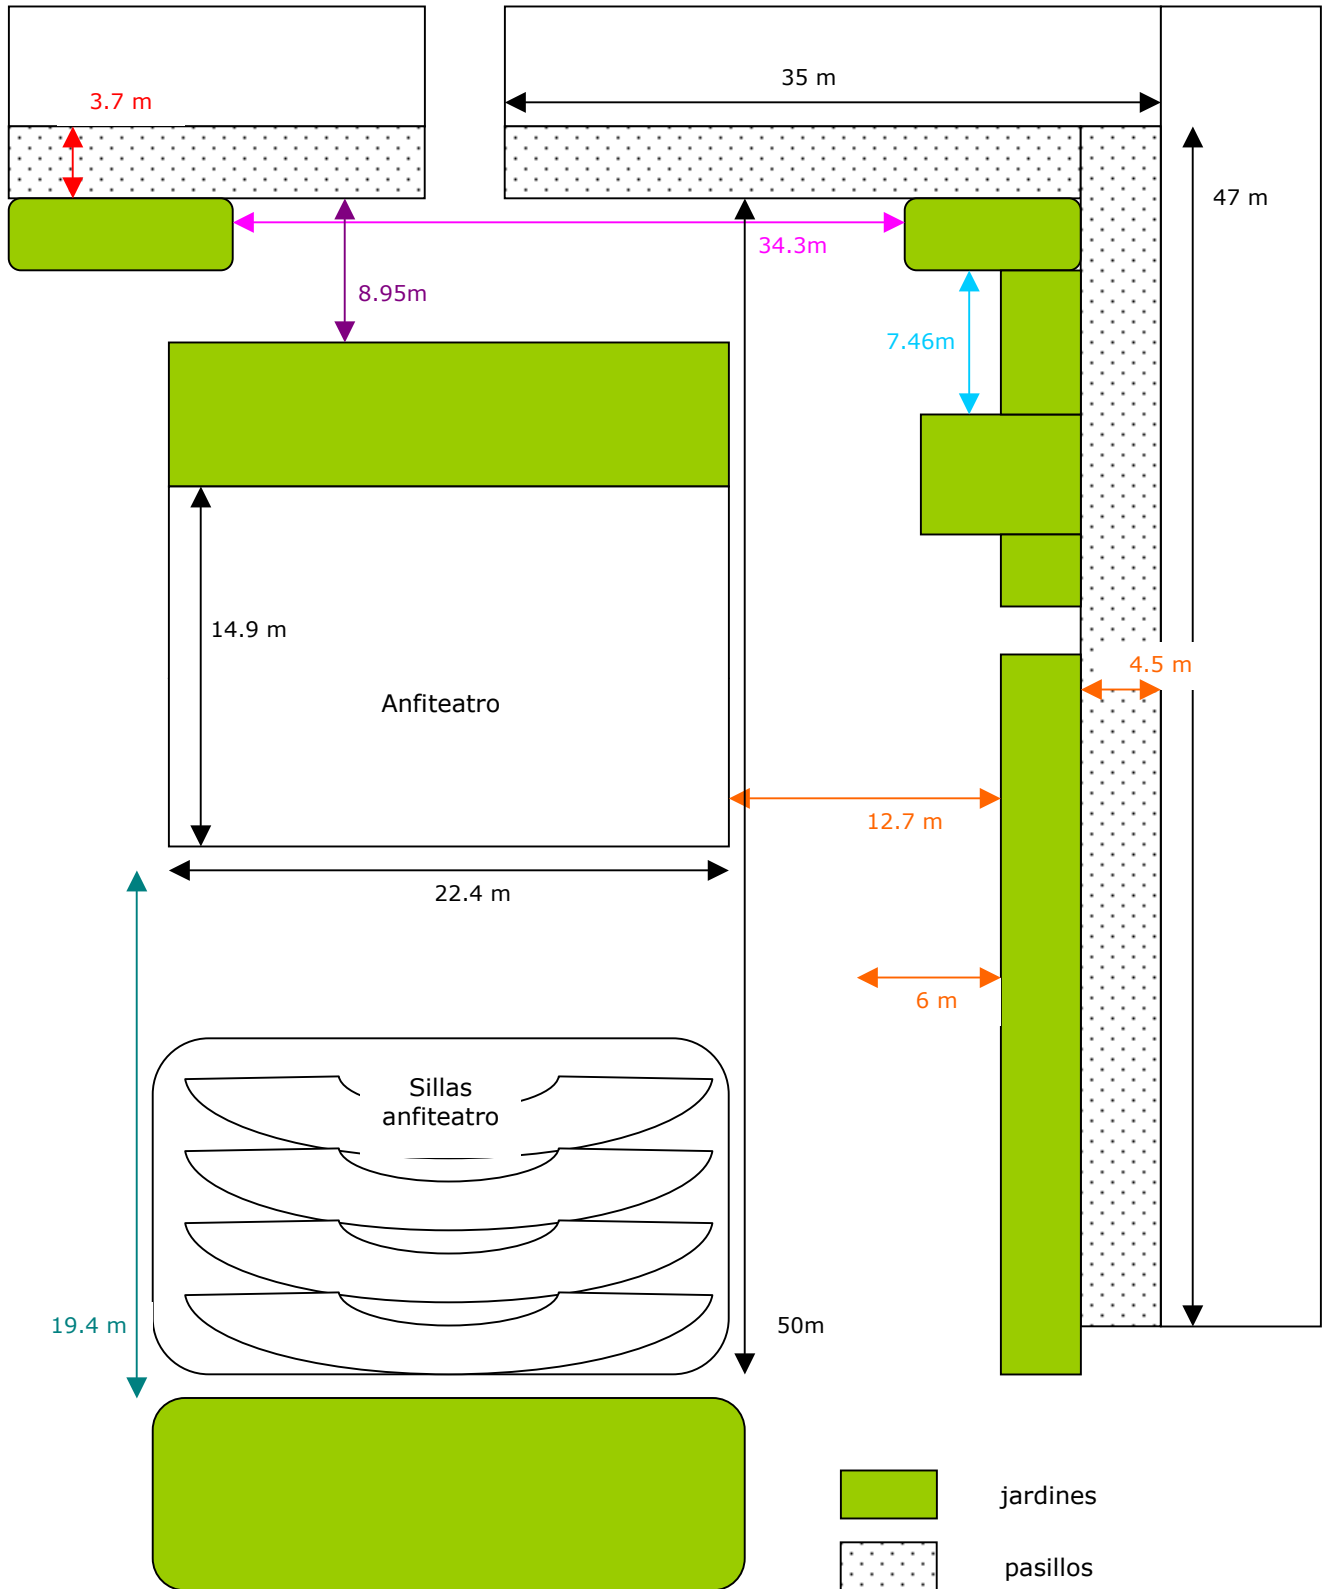 35 m
3.7 m
47 m
34.3m
8.95m
7.46m
14.9 m
4.5 m
Anfiteatro
12.7 m
22.4 m
6 m
Sillas
anfiteatro
19.4 m
50m
jardines
pasillos